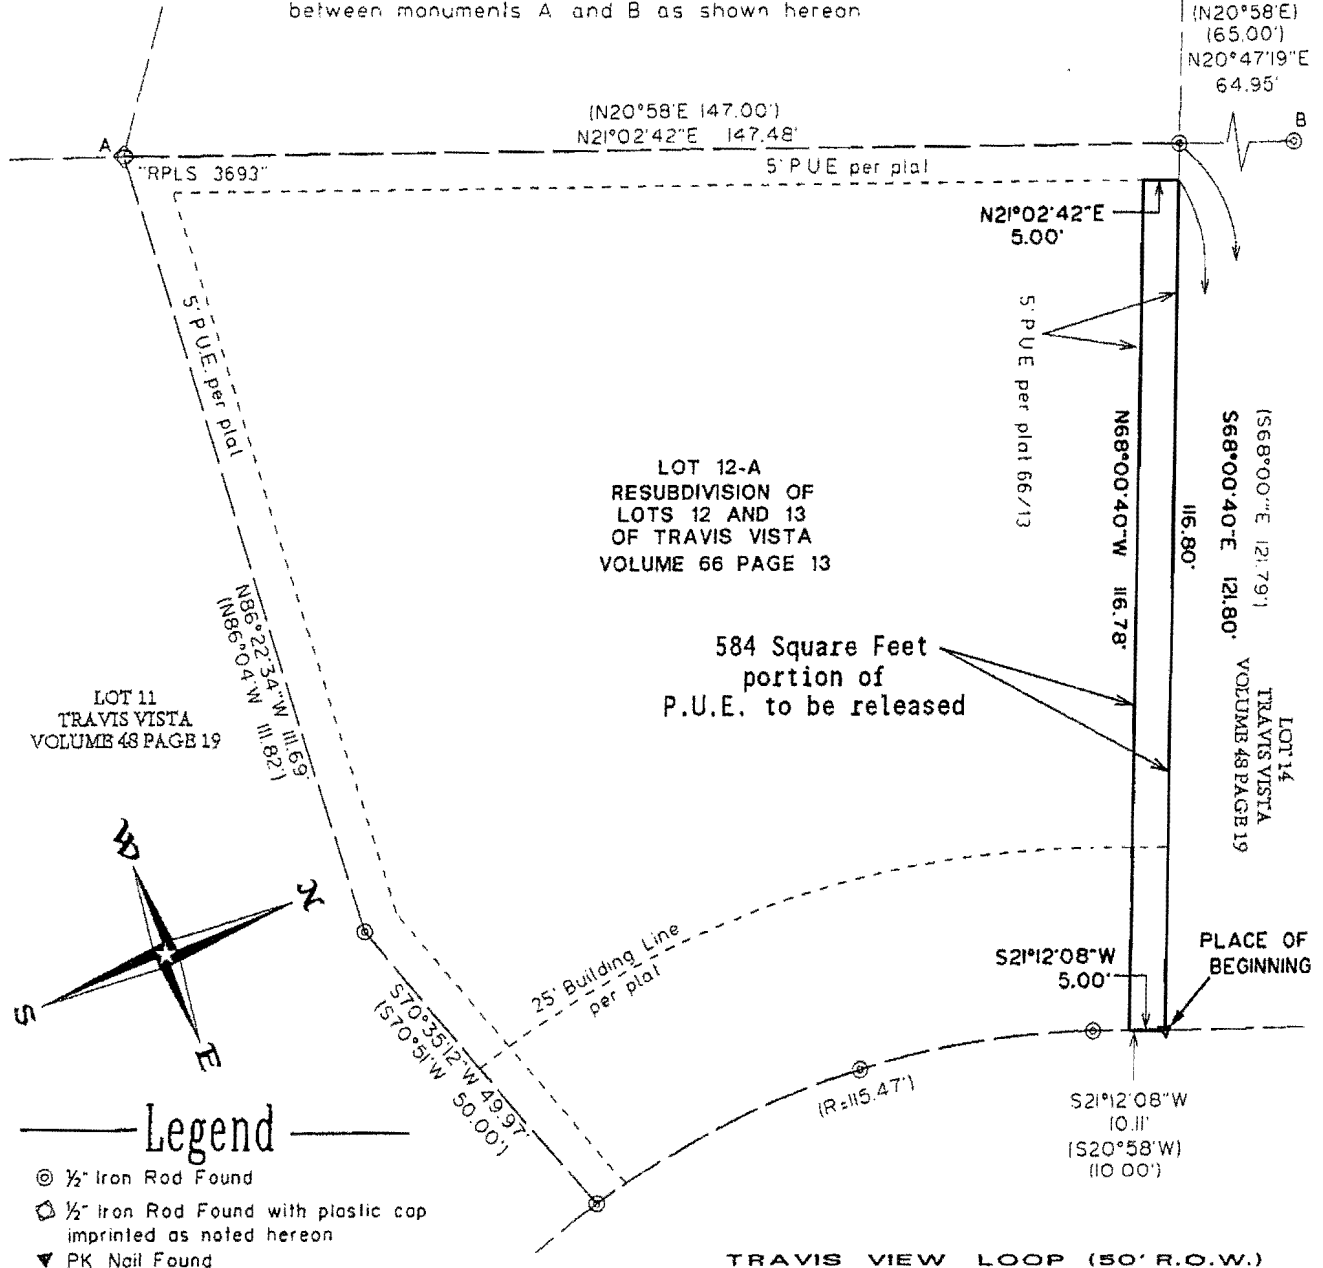 between monuments A and B as shown hereon
(N20°58'E)
(65.00')
N20°47'19"E
64.95'
B
(N20°58'E 147.00')
N21°02'42"E 147.48'
A
"RPLS 3693"
5' PUE per plat
N21°02'42"E
5.00'
5' P.U.E. per plat
5' PUE per plat 66/13
N68°00'40"W 116.78'
116.80'
S68°00'40"E 121.80'
(S68°00'E 121.79')
LOT 12-A
RESUBDIVISION OF
LOTS 12 AND 13
OF TRAVIS VISTA
VOLUME 66 PAGE 13
N86°22'34"W 111.69'
(N86°04'W 111.82')
584 Square Feet
portion of
P.U.E. to be released
LOT 11
TRAVIS VISTA
VOLUME 48 PAGE 19
LOT 14
TRAVIS VISTA
VOLUME 48 PAGE 19
W
N
S
E
25' Building Line
per plat
S21°12'08"W
5.00'
PLACE OF
BEGINNING
S70°35'12"W 49.97'
(S70°51'W 50.00')
(R=115.47')
S21°12'08"W
10.11'
(S20°58'W)
(10.00')
Legend
½" Iron Rod Found
½" Iron Rod Found with plastic cap
imprinted as noted hereon
PK Nail Found
TRAVIS VIEW LOOP (50' R.O.W.)